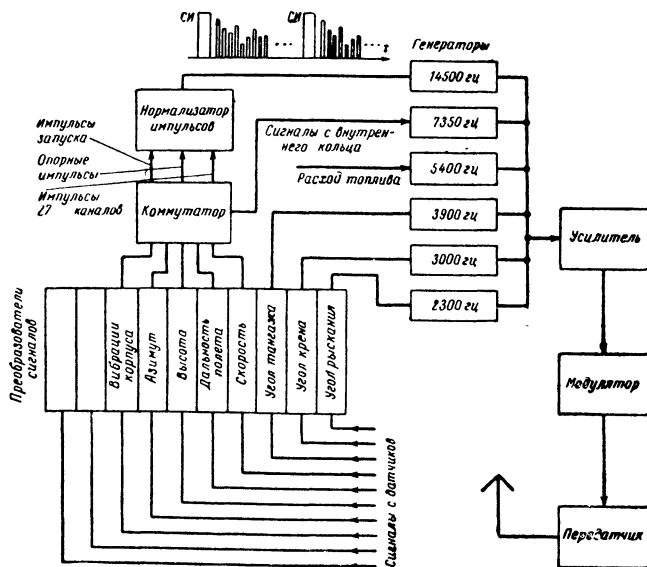 СИ
СИ
t
Генераторы
14500 гц
Нормализатор
импульсов
7350 гц
Импульсы
запуска
Сигналы с внутрен-
него кольца
Опорные
импульсы
5400 гц
Расход топлива
Импульсы
27 каналов
Коммутатор
3900 гц
Усилитель
3000 гц
2300 гц
Преобразователи
сигналов
Вибрации
корпуса
Азимут
Высота
Дальность
полета
Скорость
Угол тангажа
Угол крена
Угол рыскания
Модулятор
Сигналы с датчиков
Передатчик